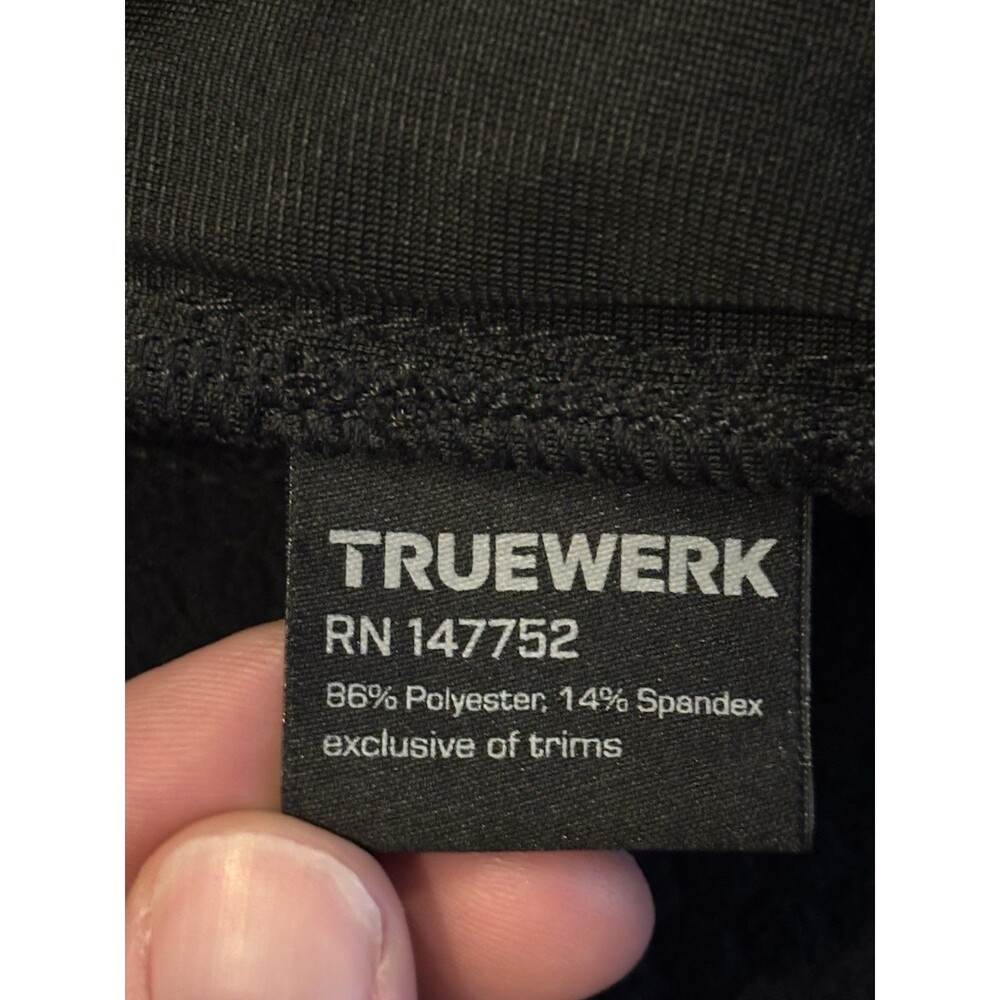 TRUEWERK
RN 147752
86% Polyester, 14% Spandex
exclusive of trims